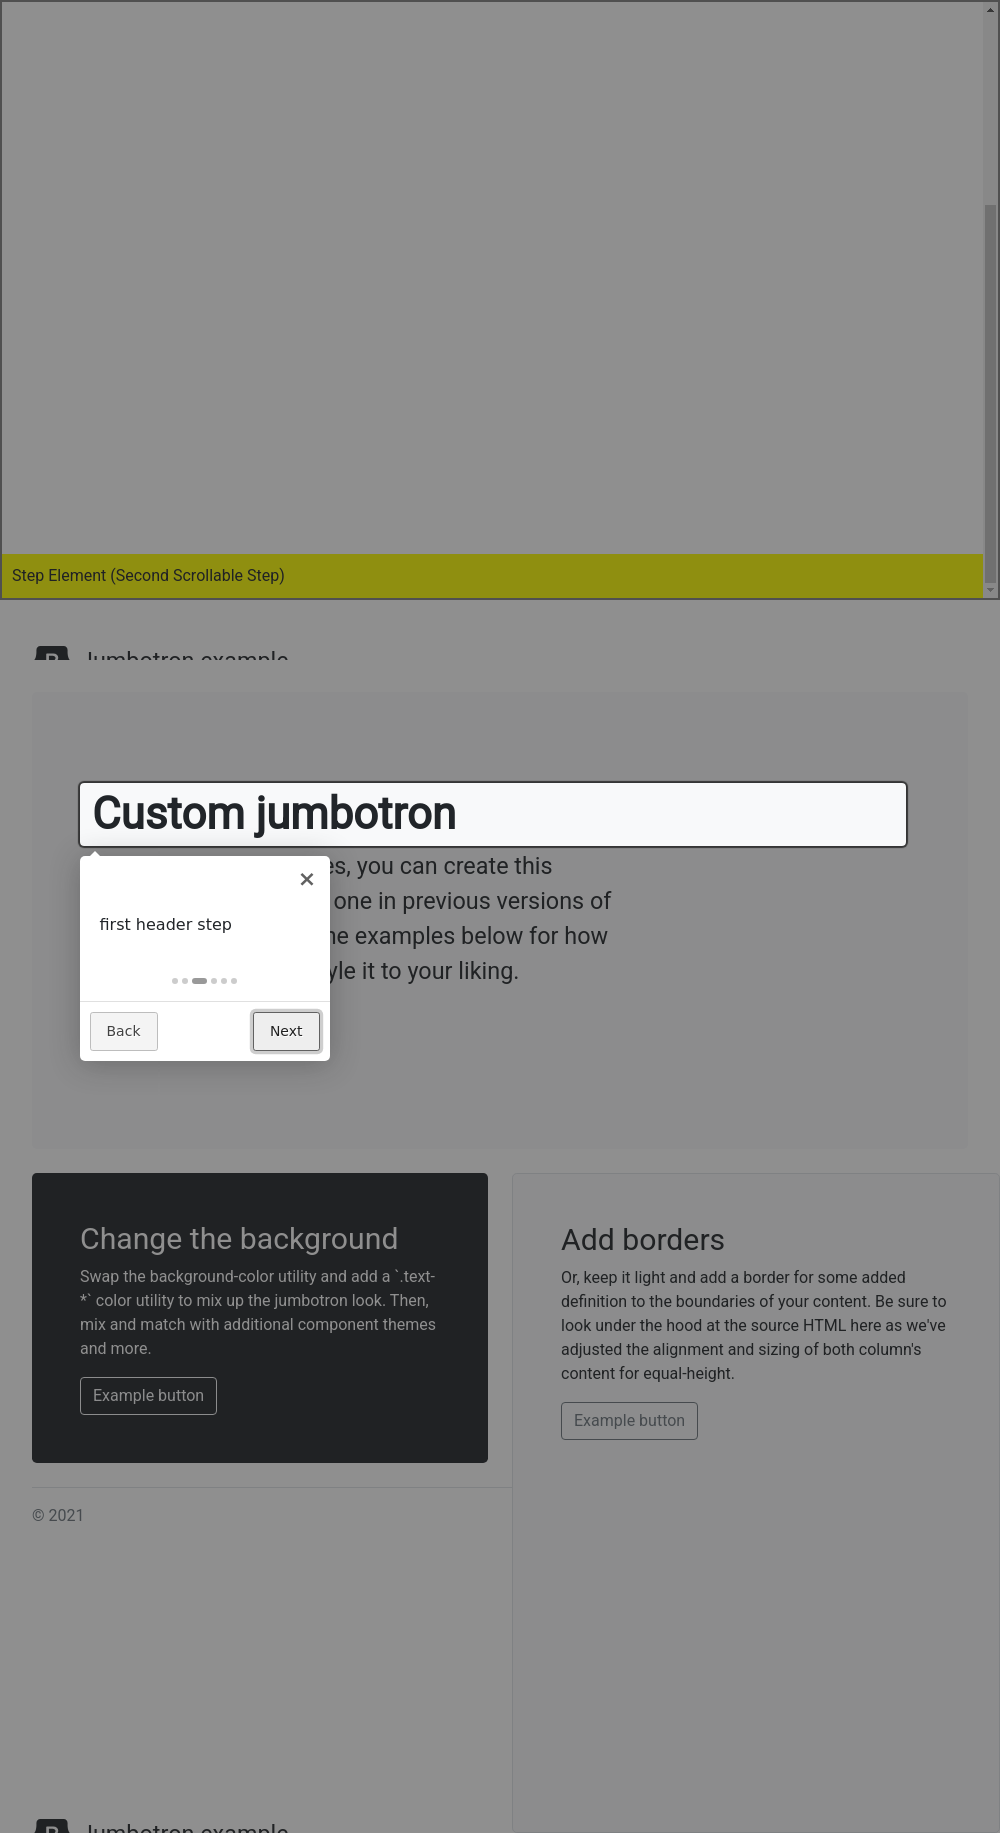 Step Element (Second Scrollable Step)
B Jumbotron example
Custom jumbotron
es, you can create this
one in previous versions of
he examples below for how
yle it to your liking.
×
first header step
Back
Next
Change the background
Swap the background-color utility and add a `.text-
*` color utility to mix up the jumbotron look. Then,
mix and match with additional component themes
and more.
Example button
Add borders
Or, keep it light and add a border for some added
definition to the boundaries of your content. Be sure to
look under the hood at the source HTML here as we've
adjusted the alignment and sizing of both column's
content for equal-height.
Example button
© 2021
B Jumbotron example